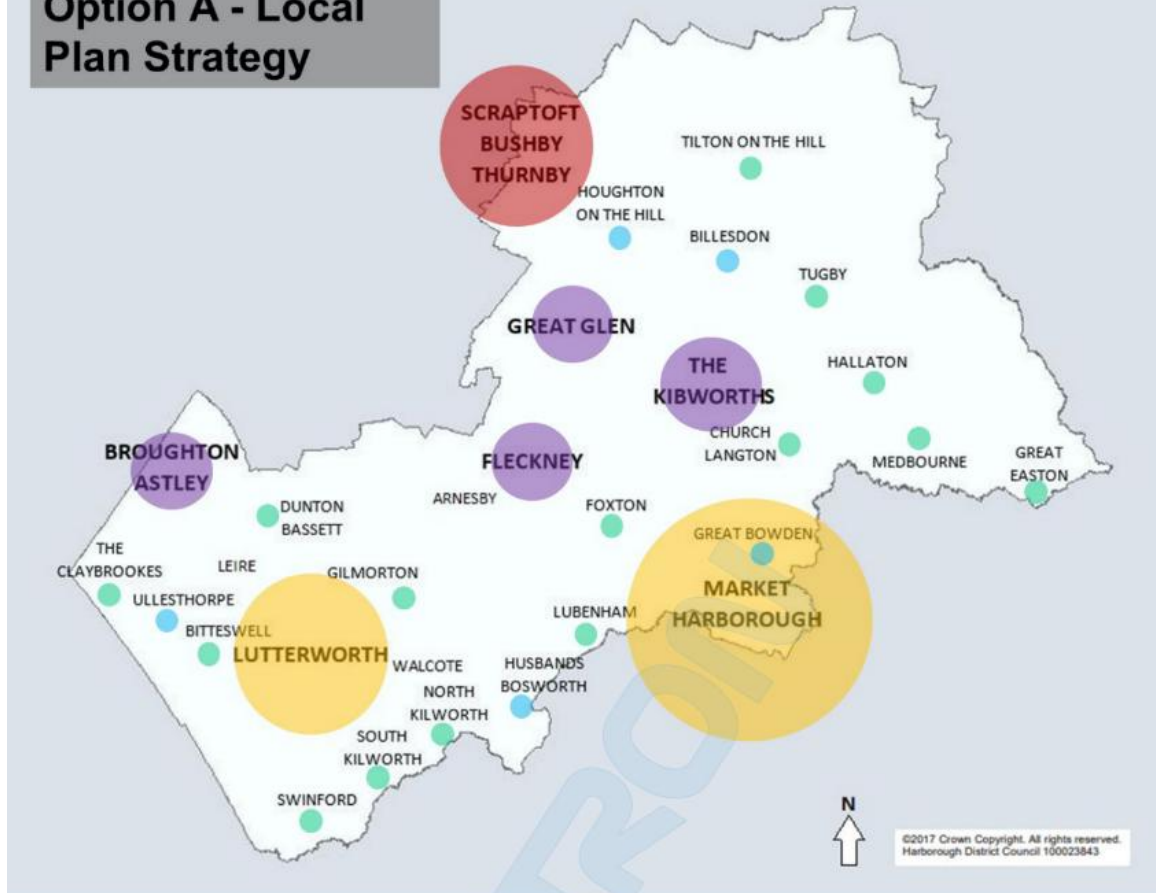 Option A - Local
Plan Strategy
SCRAPTOFT
BUSHBY
THURNBY
TILTON ON THE HILL
HOUGHTON
ON THE HILL
BILLESDON
TUGBY
GREAT GLEN
THE
KIBWORTHS
HALLATON
CHURCH
LANGTON
MEDBOURNE
GREAT
EASTON
BROUGHTON
ASTLEY
FLECKNEY
ARNESBY
DUNTON
BASSETT
FOXTON
GREAT BOWDEN
MARKET
HARBOROUGH
THE
CLAYBROOKES
LEIRE
GILMORTON
ULLESTHORPE
BITTESWELL
LUTTERWORTH
LUBENHAM
WALCOTE
HUSBANDS
BOSWORTH
NORTH
KILWORTH
SOUTH
KILWORTH
SWINFORD
N
©2017 Crown Copyright. All rights reserved.
Harborough District Council 100023843